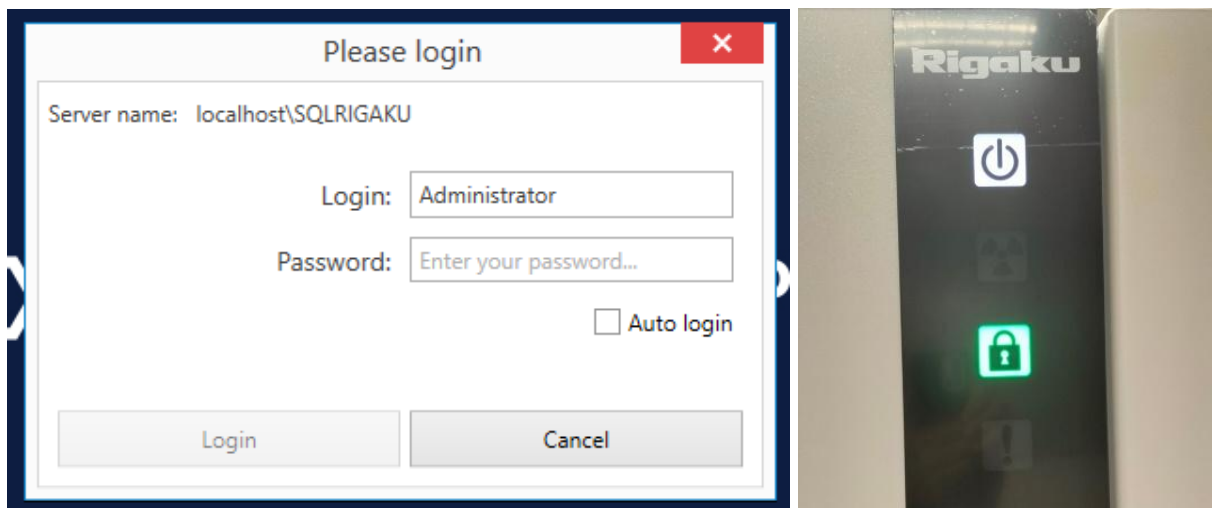 Please login
Server name: localhost\SQLRIGAKU
Login: Administrator
Password: Enter your password...
Auto login
Login Cancel
Rigaku